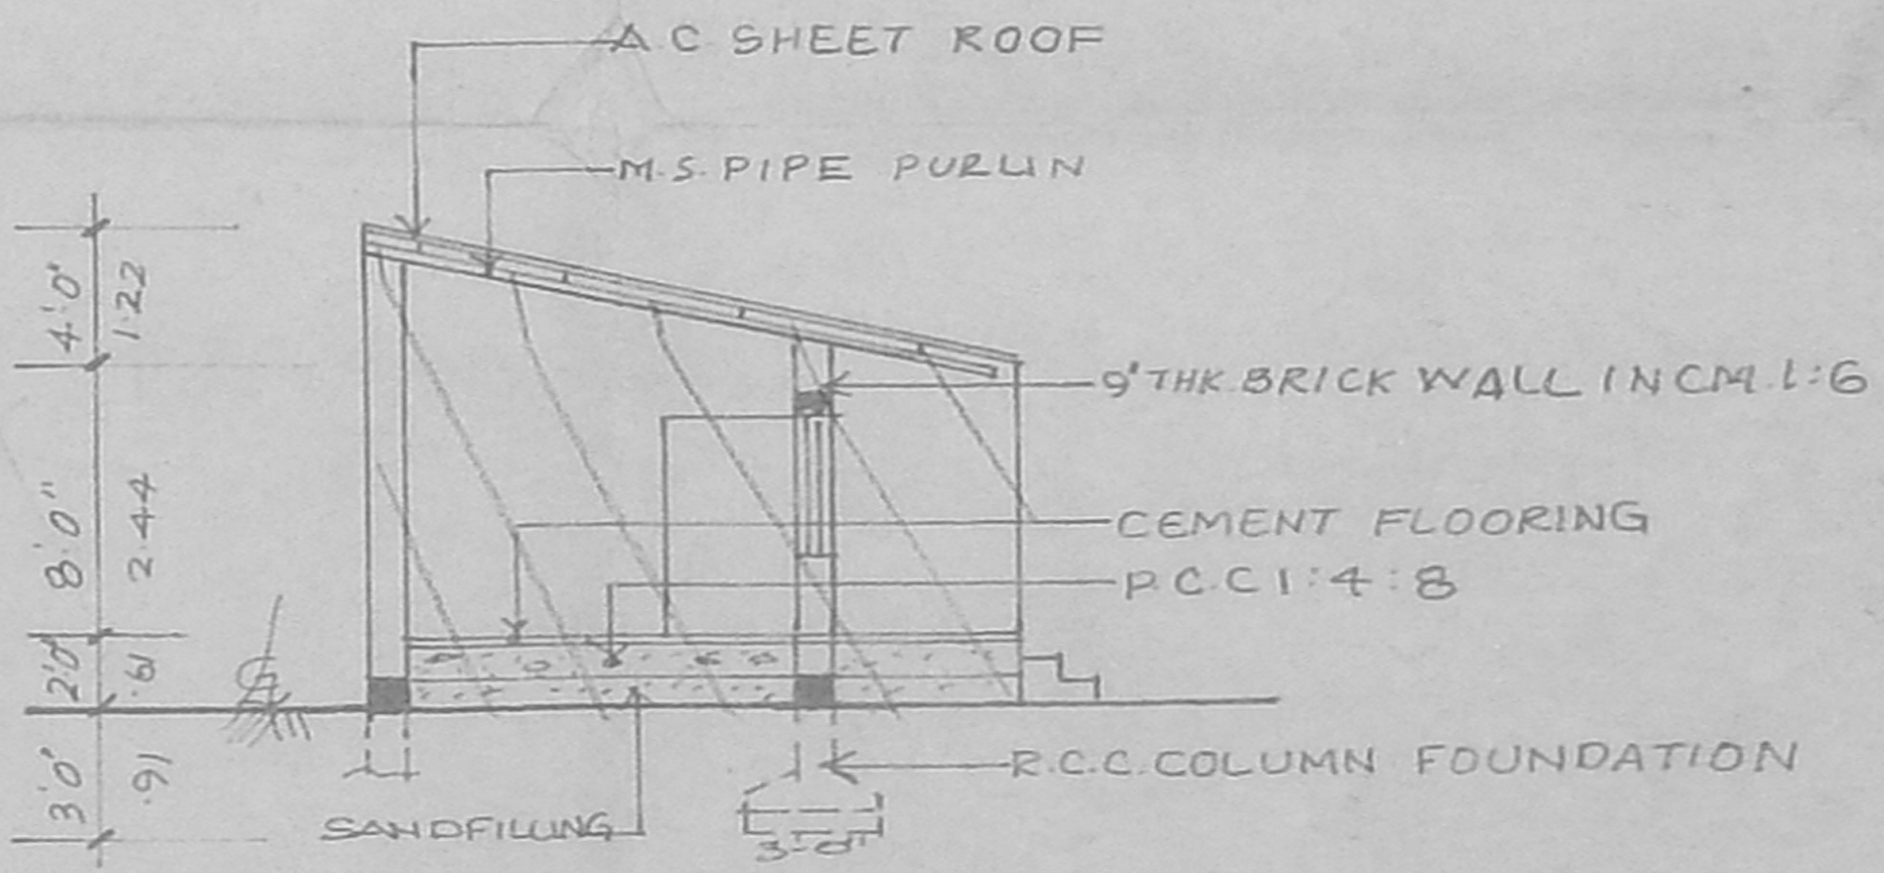 A.C SHEET ROOF
M.S. PIPE PURLIN
4'0"
1.22
9" THK. BRICK WALL IN CM. 1:6
8'0"
2.44
CEMENT FLOORING
P.C.C 1:4:8
2'0"
.61
G
3'0"
.91
R.C.C. COLUMN FOUNDATION
SANDFILLING
3'-0"